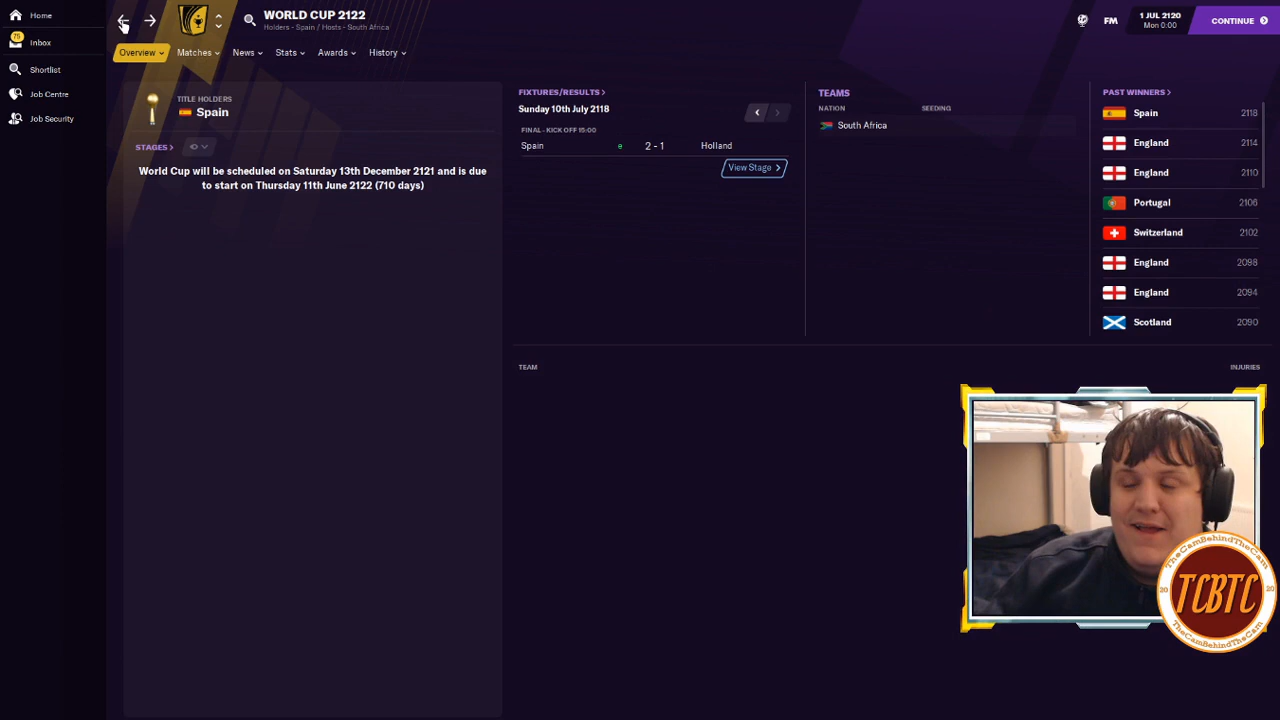 Home
75
Inbox
Shortlist
Job Centre
Job Security
WORLD CUP 2122
Holders - Spain / Hosts - South Africa
FM
1 JUL 2120
Mon 0:00
CONTINUE
Overview
Matches
News
Stats
Awards
History
TITLE HOLDERS
Spain
STAGES
World Cup will be scheduled on Saturday 13th December 2121 and is due
to start on Thursday 11th June 2122 (710 days)
FIXTURES/RESULTS
Sunday 10th July 2118
FINAL - KICK OFF 15:00
Spain e 2 - 1 Holland
View Stage
TEAMS
NATION SEEDING
South Africa
PAST WINNERS
Spain 2118
England 2114
England 2110
Portugal 2106
Switzerland 2102
England 2098
England 2094
Scotland 2090
TEAM INJURIES
TheCamBehindTheCam
20 TCBTC 20
TheCamBehindTheCam